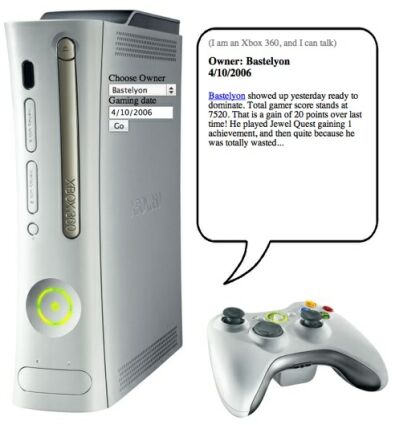 Choose Owner
Bastelyon
Gaming date
4/10/2006
Go
XBOX360
(I am an Xbox 360, and I can talk)
Owner: Bastelyon
4/10/2006
Bastelyon showed up yesterday ready to
dominate. Total gamer score stands at
7520. That is a gain of 20 points over last
time! He played Jewel Quest gaining 1
achievement, and then quite because he
was totally wasted...